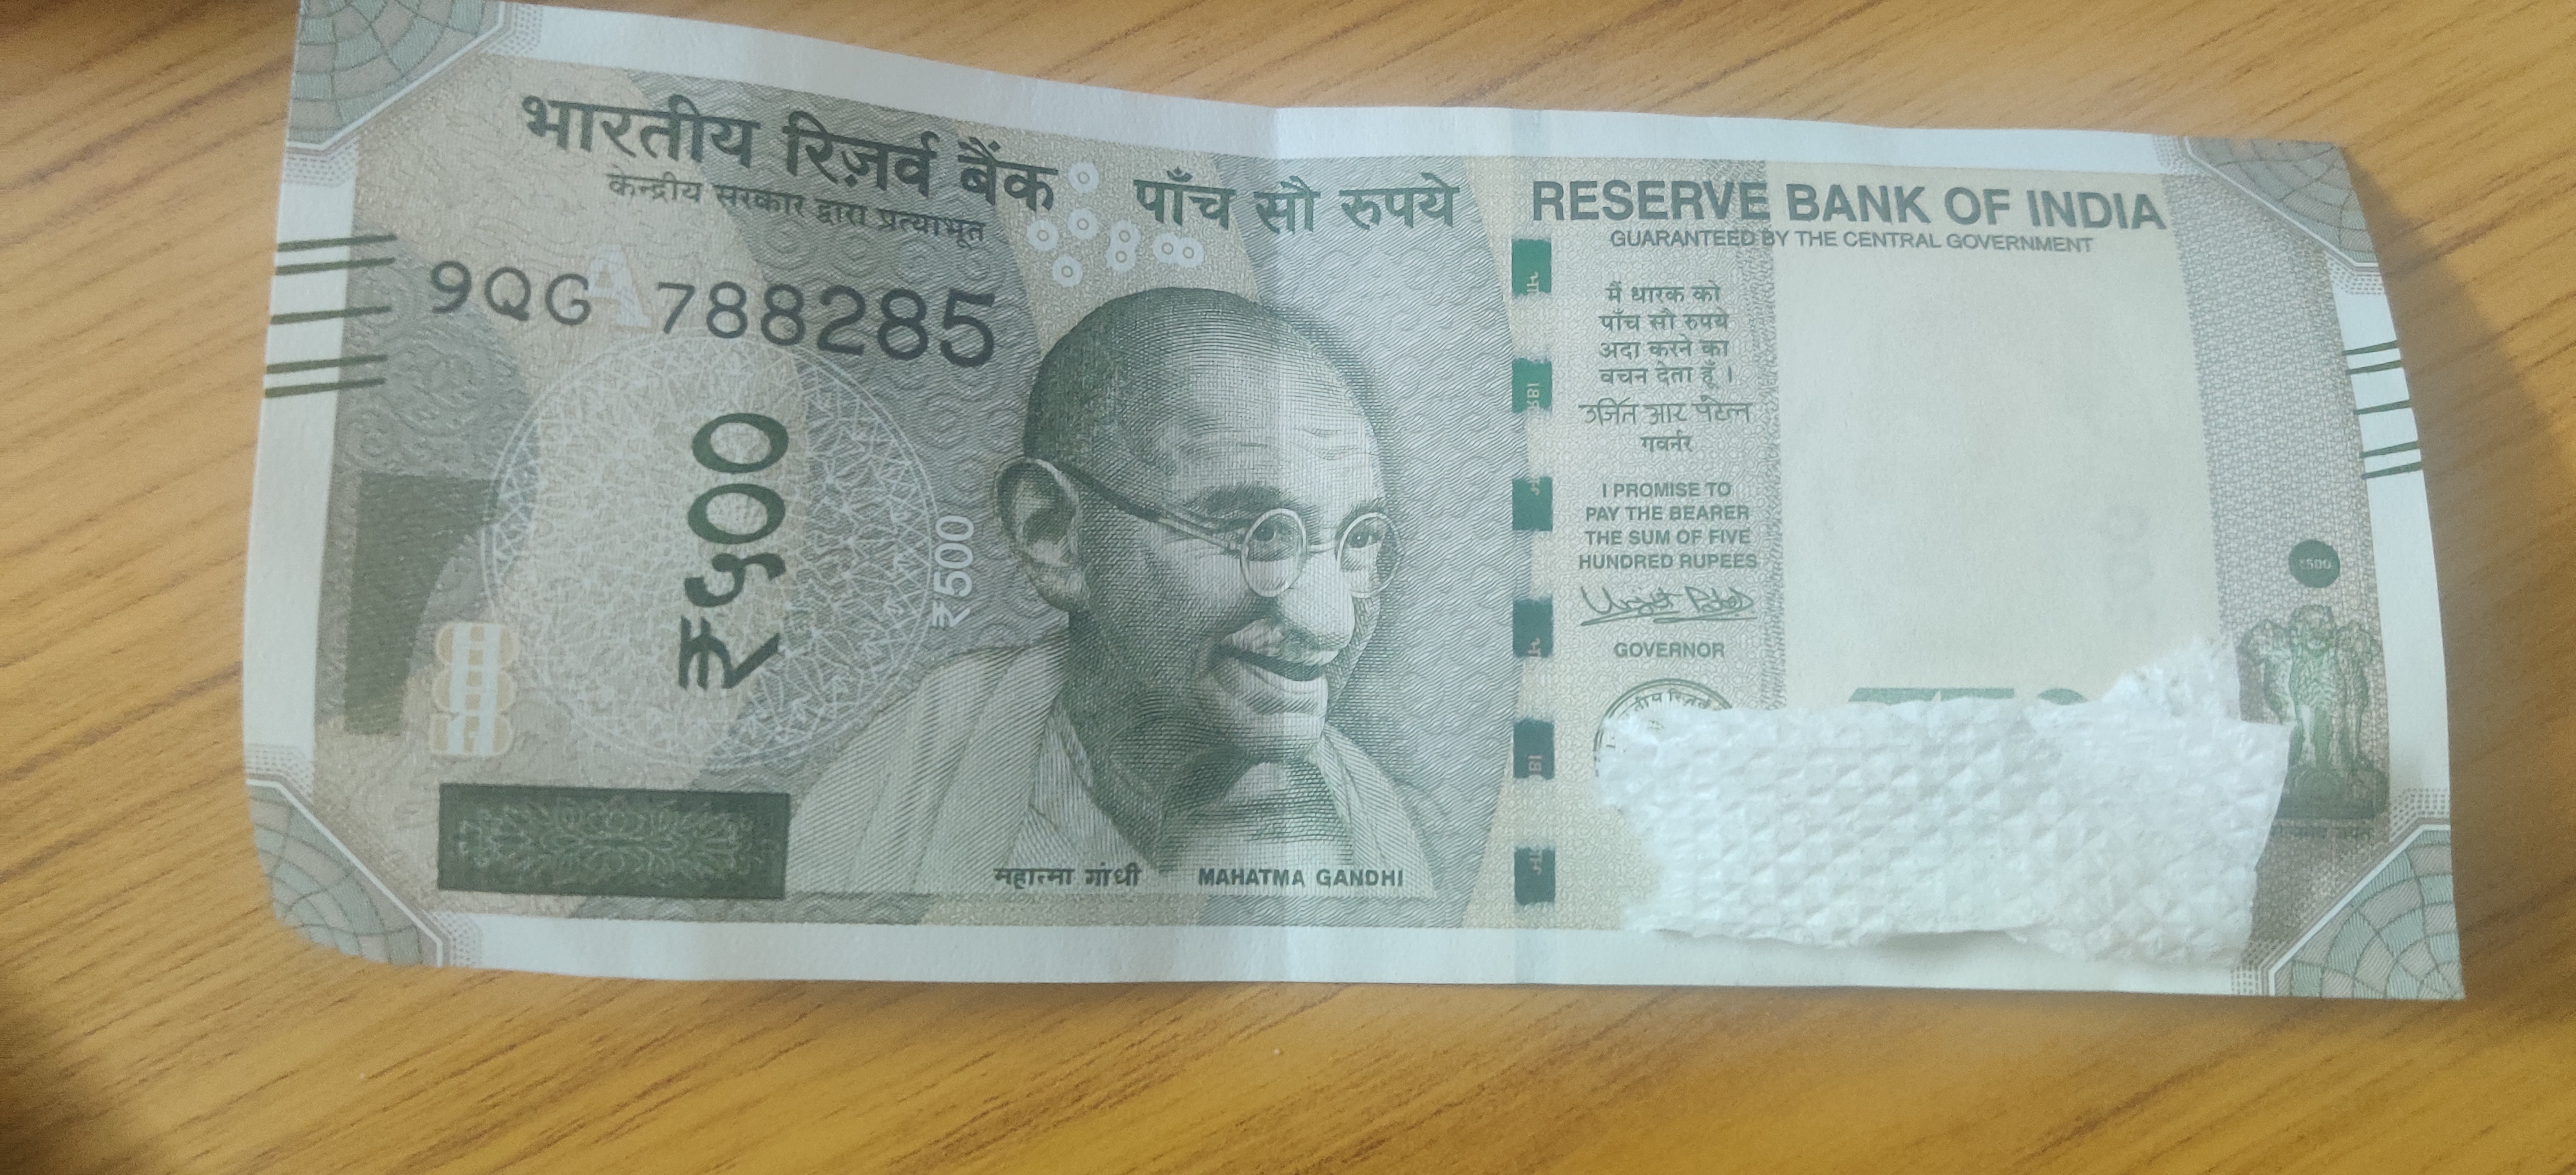 भारतीय रिज़र्व बैंक
केन्द्रीय सरकार द्वारा प्रत्याभूत
पाँच सौ रुपये
RESERVE BANK OF INDIA
GUARANTEED BY THE CENTRAL GOVERNMENT
9QG 788285
A
₹५००
₹500
मैं धारक को
पाँच सौ रुपये
अदा करने का
वचन देता हूँ ।
उर्जित आर पटेल
गवर्नर
I PROMISE TO
PAY THE BEARER
THE SUM OF FIVE
HUNDRED RUPEES
Urjit Patel
GOVERNOR
₹500
महात्मा गांधी MAHATMA GANDHI